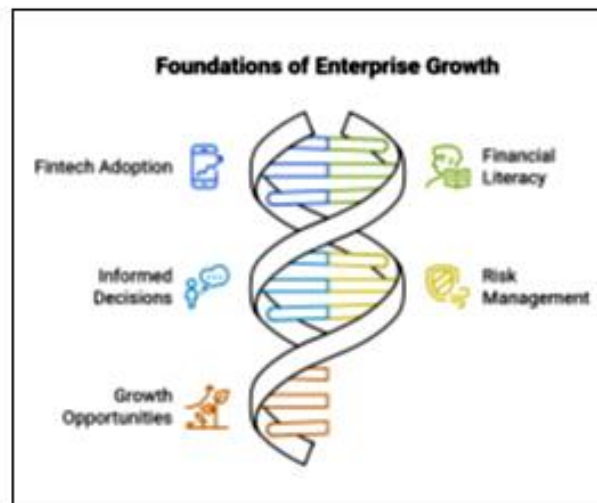 Foundations of Enterprise Growth
Fintech Adoption
Financial
Literacy
Informed
Decisions
Risk
Management
Growth
Opportunities